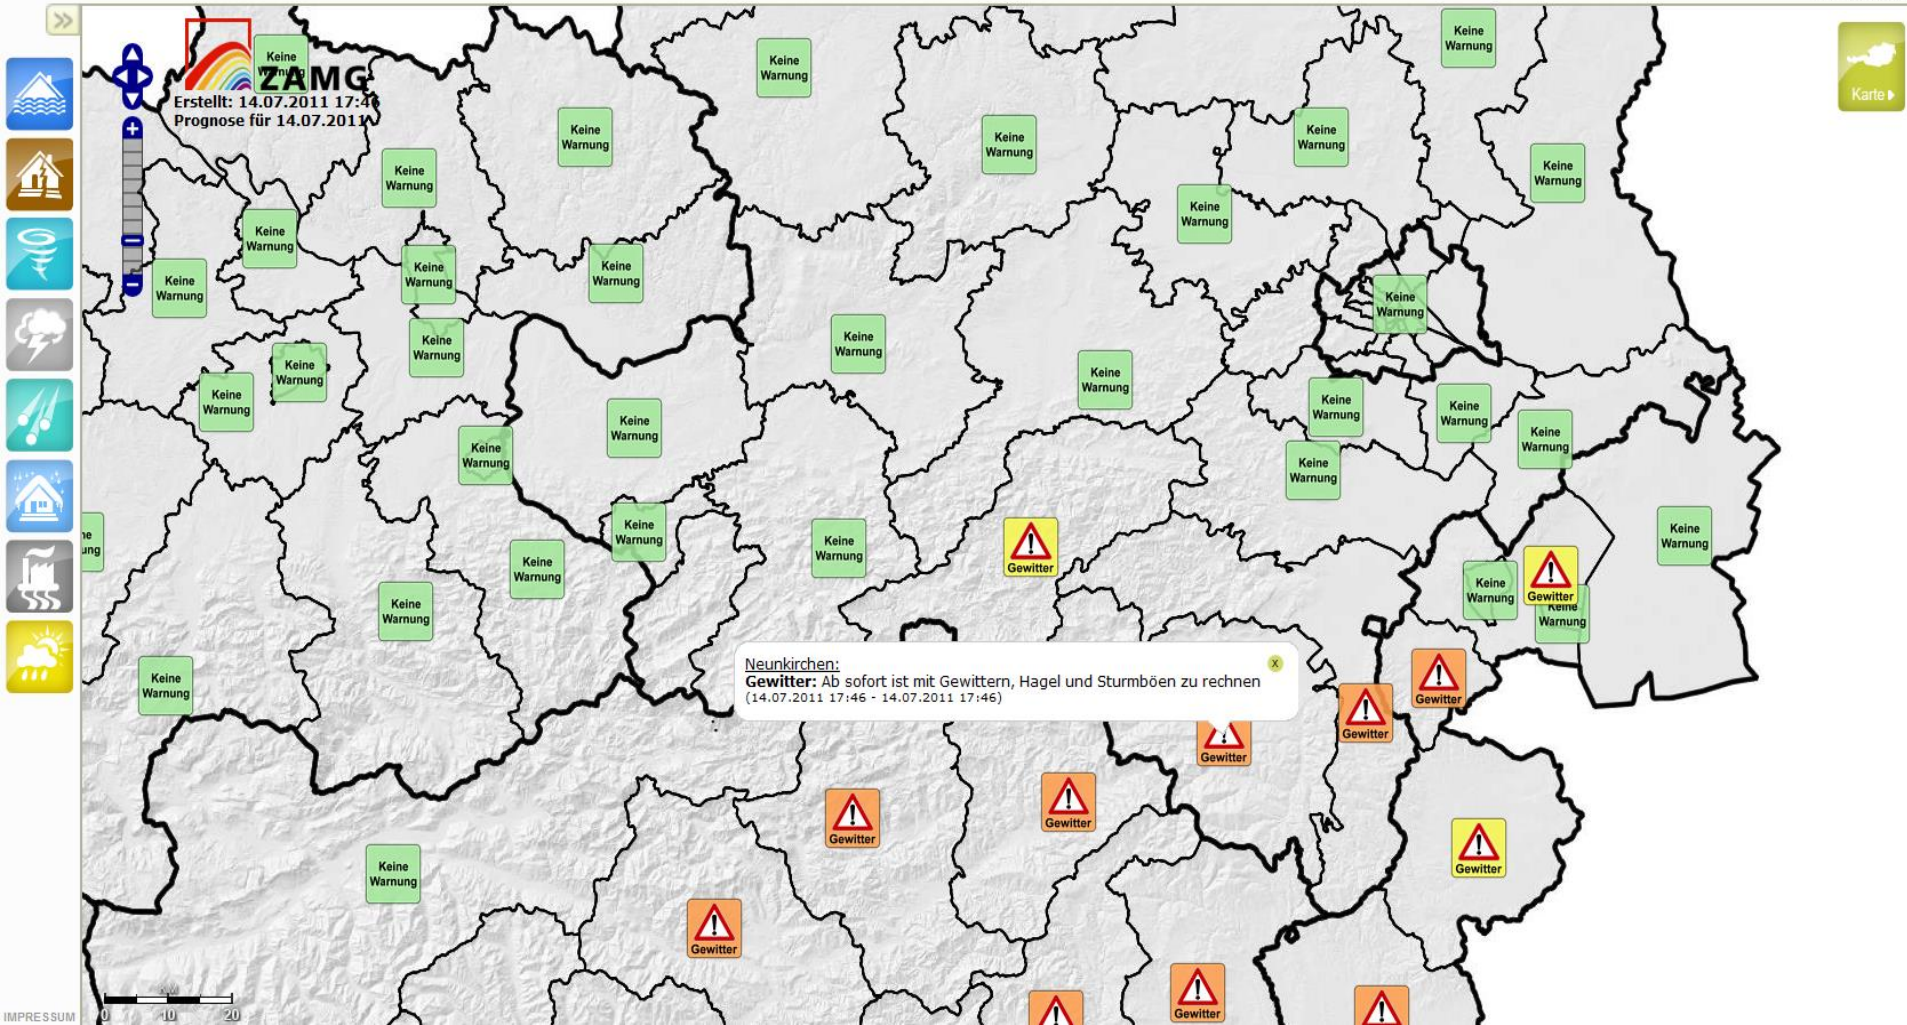 ZAMG
Erstellt: 14.07.2011 17:46
Prognose für 14.07.2011
Karte
Keine
Warnung
Keine
Warnung
Keine
Warnung
Keine
Warnung
Keine
Warnung
Keine
Warnung
Keine
Warnung
Keine
Warnung
Keine
Warnung
Keine
Warnung
Keine
Warnung
Keine
Warnung
Keine
Warnung
Keine
Warnung
Keine
Warnung
Keine
Warnung
Keine
Warnung
Keine
Warnung
Keine
Warnung
Keine
Warnung
Keine
Warnung
Keine
Warnung
Keine
Warnung
Keine
Warnung
Keine
Warnung
Keine
Warnung
Keine
Warnung
Keine
Warnung
Gewitter
Keine
Warnung
Keine
Warnung
Keine
Warnung
Keine
Warnung
Gewitter
Keine
Warnung
Keine
Warnung
Neunkirchen:
X
Gewitter: Ab sofort ist mit Gewittern, Hagel und Sturmböen zu rechnen
(14.07.2011 17:46 - 14.07.2011 17:46)
Keine
Warnung
Gewitter
Gewitter
Gewitter
Gewitter
Gewitter
Gewitter
Keine
Warnung
Gewitter
Gewitter
0 10 20
IMPRESSUM